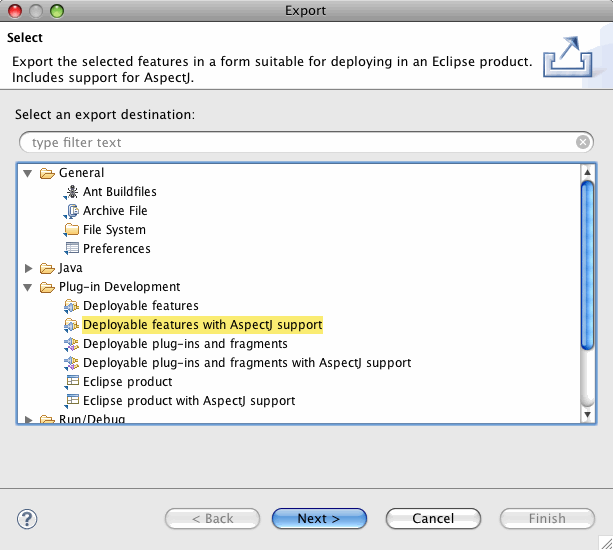 Export
Select
Export the selected features in a form suitable for deploying in an Eclipse product.
Includes support for AspectJ.
Select an export destination:
type filter text
General
Ant Buildfiles
Archive File
File System
Preferences
Java
Plug-in Development
Deployable features
Deployable features with AspectJ support
Deployable plug-ins and fragments
Deployable plug-ins and fragments with AspectJ support
Eclipse product
Eclipse product with AspectJ support
Run/Debug
?
< Back
Next >
Cancel
Finish